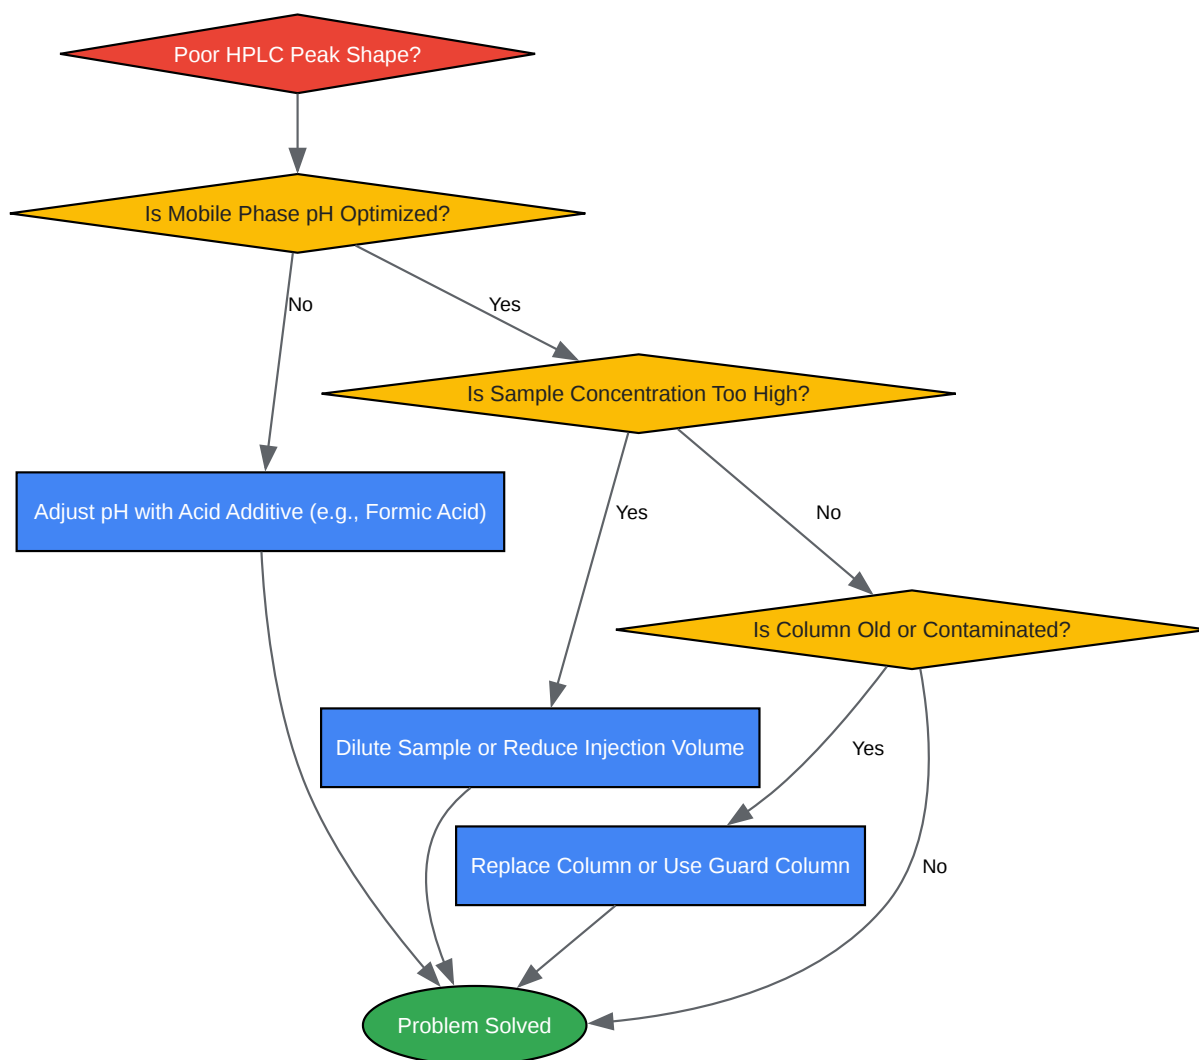 Poor HPLC Peak Shape?
Is Mobile Phase pH Optimized?
No
Yes
Is Sample Concentration Too High?
Adjust pH with Acid Additive (e.g., Formic Acid)
Yes
No
Is Column Old or Contaminated?
Dilute Sample or Reduce Injection Volume
Yes
Replace Column or Use Guard Column
No
Problem Solved